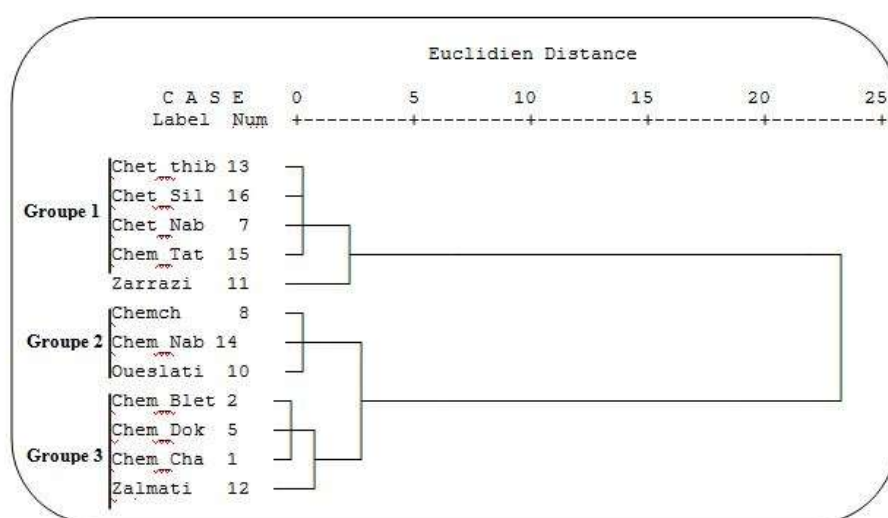 Euclidien Distance
C A S E 0 5 10 15 20 25
Label Num +---------+---------+---------+---------+---------+
Chet_thib 13
Chet_Sil 16
Groupe 1
Chet_Nab 7
Chem_Tat 15
Zarrazi 11
Chemch 8
Groupe 2 Chem_Nab 14
Oueslati 10
Chem_Blet 2
Chem_Dok 5
Groupe 3 Chem_Cha 1
Zalmati 12